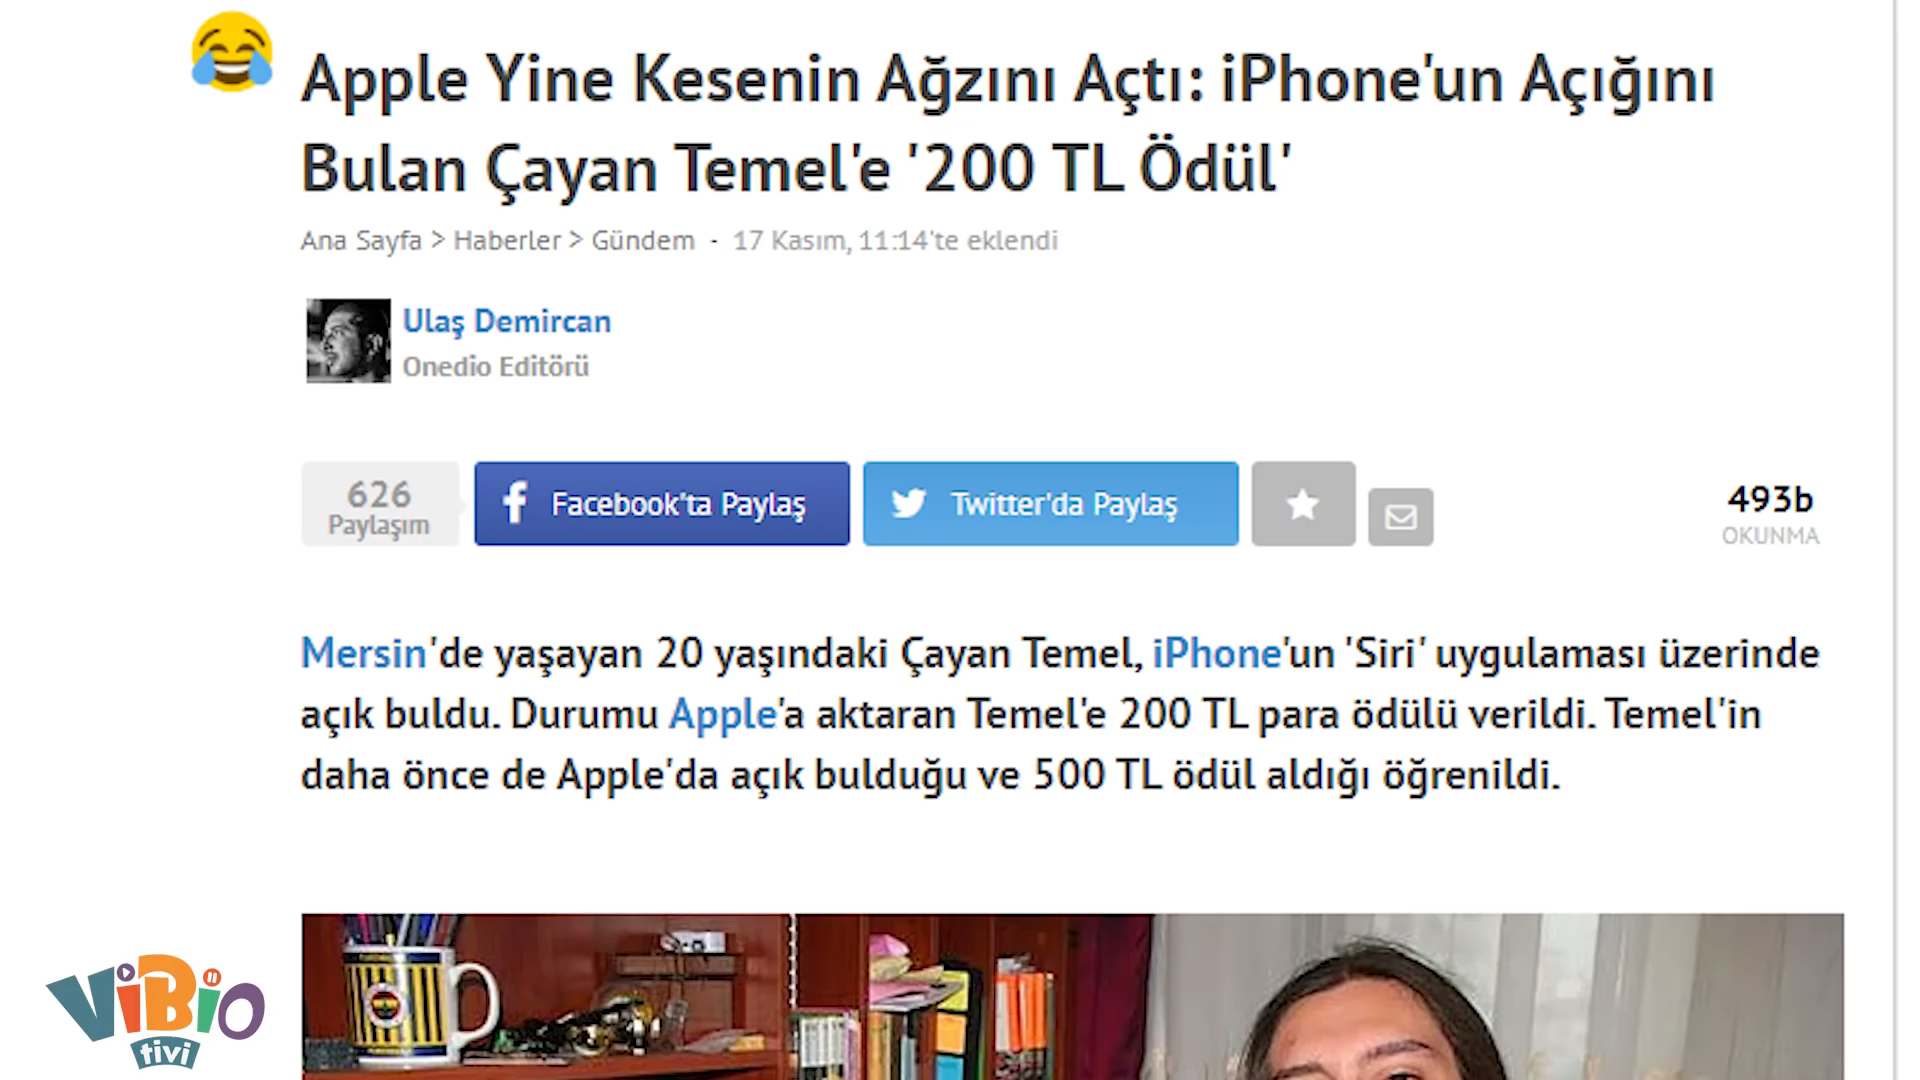 Apple Yine Kesenin Ağzını Açtı: iPhone'un Açığını
Bulan Çayan Temel'e '200 TL Ödül'
Ana Sayfa > Haberler > Gündem - 17 Kasım, 11:14'te eklendi
Ulaş Demircan
Onedio Editörü
626
Paylaşım
Facebook'ta Paylaş
Twitter'da Paylaş
493b
OKUNMA
Mersin'de yaşayan 20 yaşındaki Çayan Temel, iPhone'un 'Siri' uygulaması üzerinde
açık buldu. Durumu Apple'a aktaran Temel'e 200 TL para ödülü verildi. Temel'in
daha önce de Apple'da açık bulduğu ve 500 TL ödül aldığı öğrenildi.
ViBiO
tivi